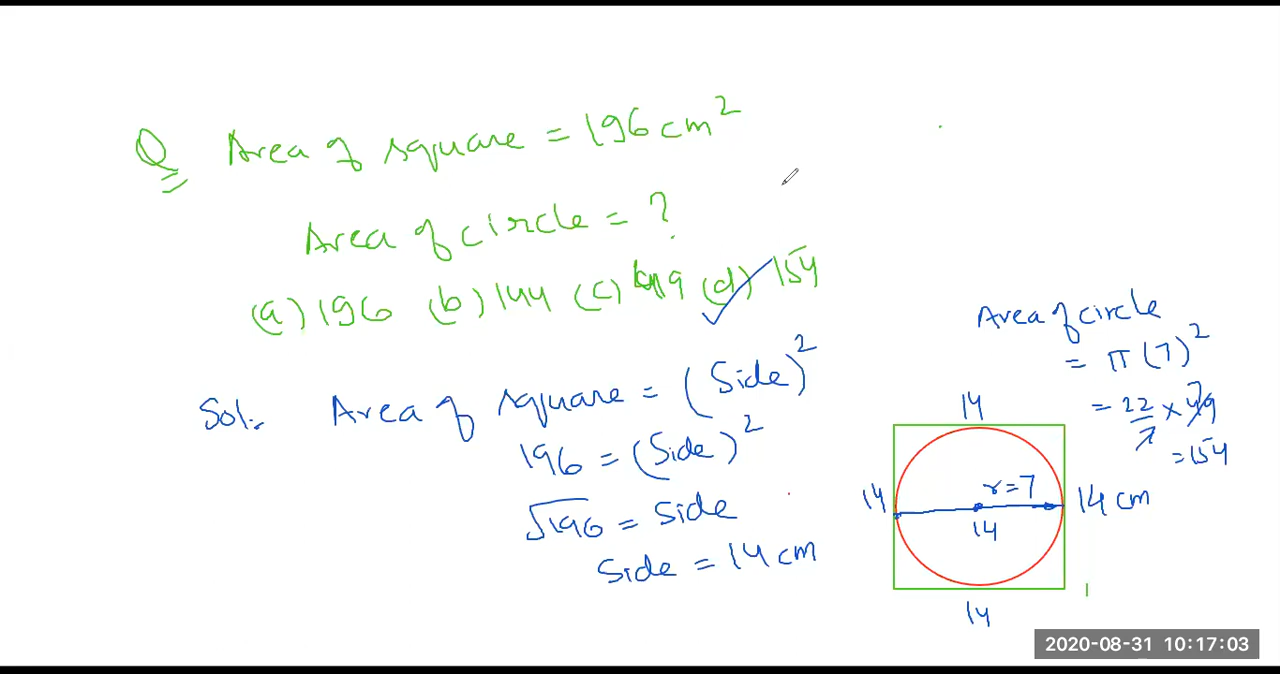 Q Area of square = 196 cm²
Area of circle = ?
(a) 196 (b) 144 (c) 49 (d) 154
Sol:. Area of square = (Side)²
196 = (Side)²
√196 = Side
Side = 14 cm
Area of circle
= π (7)²
= 22/7 × 49 7
= 154
14
14
r = 7
14 cm
14
14
2020-08-31 10:17:03